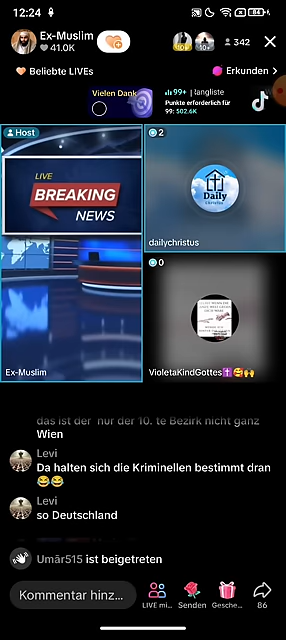 12:24
84
Ex-Muslim
41.0K
10+
342
Beliebte LIVEs
Erkunden
Vielen Dank
99+ | langliste
Punkte erforderlich für
99: 502.6K
Host
LIVE
BREAKING
NEWS
Ex-Muslim
2
Daily
dailychristus
0
VioletaKindGottes
das ist der nur der 10. te Bezirk nicht ganz
Wien
Levi
Da halten sich die Kriminellen bestimmt dran
😂😂
Levi
so Deutschland
Umär515 ist beigetreten
Kommentar hinz...
LIVE mi...
Senden
Gesche...
86